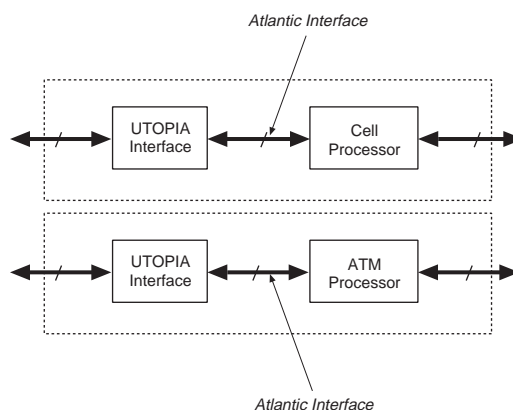 Atlantic Interface
UTOPIA
Interface
Cell
Processor
UTOPIA
Interface
ATM
Processor
Atlantic Interface